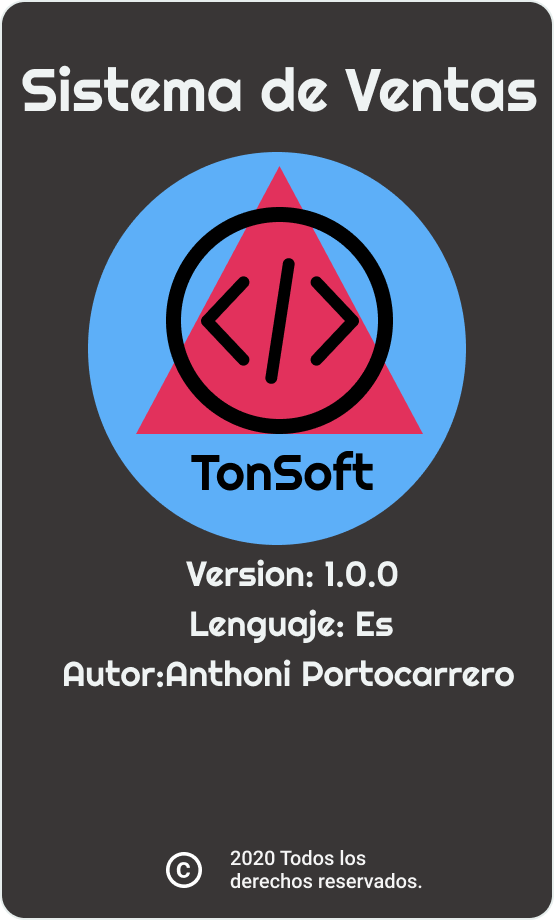 Sistema de Ventas
</>
TonSoft
Version: 1.0.0
Lenguaje: Es
Autor:Anthoni Portocarrero
© 2020 Todos los
derechos reservados.